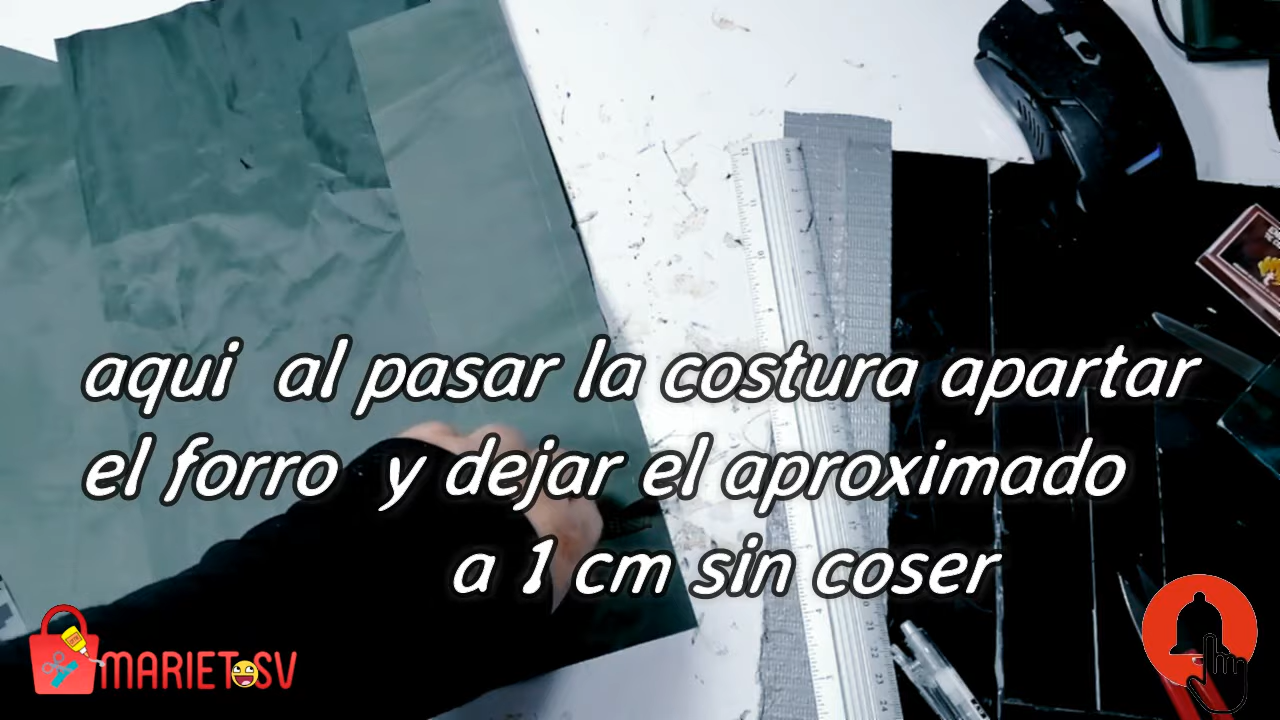 aqui al pasar la costura apartar
el forro y dejar el aproximado
a 1 cm sin coser
MARIET SV